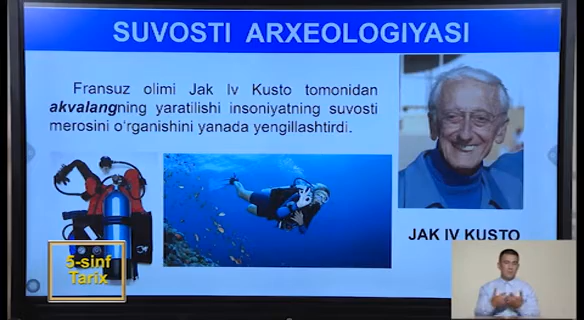 SUVOSTI ARXEOLOGIYASI
Fransuz olimi Jak Iv Kusto tomonidan
akvalangning yaratilishi insoniyatning suvosti
merosini o‘rganishini yanada yengillashtirdi.
JAK IV KUSTO
5-sinf
Tarix